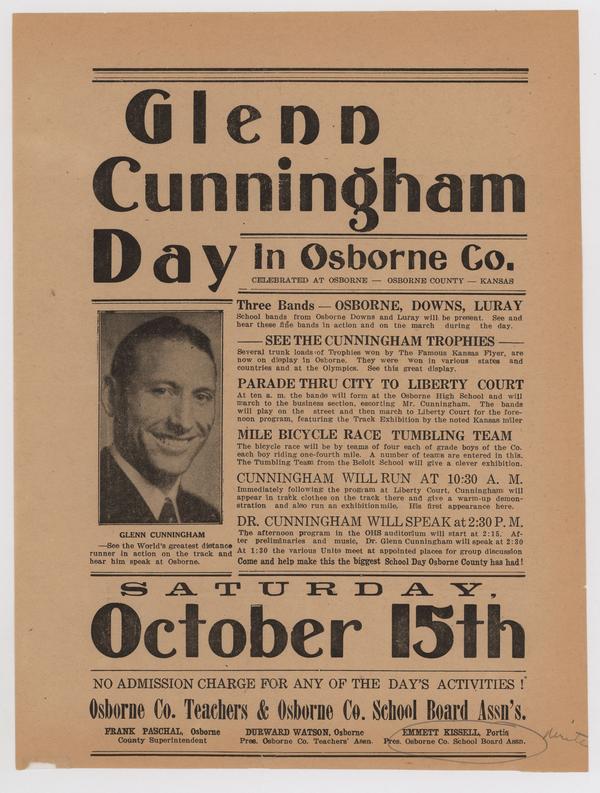 Glenn
Cunningham
Day In Osborne Co.
CELEBRATED AT OSBORNE — OSBORNE COUNTY — KANSAS
Three Bands — OSBORNE, DOWNS, LURAY
School bands from Osborne Downs and Luray will be present. See and
hear these fine bands in action and on the march during the day.
— SEE THE CUNNINGHAM TROPHIES —
Several trunk loads of Trophies won by The Famous Kansas Flyer, are
now on display in Osborne. They were won in various states and
countries and at the Olympics. See this great display.
PARADE THRU CITY TO LIBERTY COURT
At ten a. m. the bands will form at the Osborne High School and will
march to the business section, escorting Mr. Cunningham. The bands
will play on the street and then march to Liberty Court for the fore-
noon program, featuring the Track Exhibition by the noted Kansas miler
MILE BICYCLE RACE TUMBLING TEAM
The bicycle race will be by teams of four each of grade boys of the Co.
each boy riding one-fourth mile. A number of teams are entered in this.
The Tumbling Team from the Beloit School will give a clever exhibition.
CUNNINGHAM WILL RUN AT 10:30 A. M.
Immediately following the program at Liberty Court, Cunningham will
appear in track clothes on the track there and give a warm-up demon-
stration and also run an exhibition mile. His first appearance here.
DR. CUNNINGHAM WILL SPEAK at 2:30 P. M.
The afternoon program in the OHS auditorium will start at 2:15. Af-
ter preliminaries and music, Dr. Glenn Cunningham will speak at 2:30
At 1:30 the various Units meet at appointed places for group discussion
Come and help make this the biggest School Day Osborne County has had!
GLENN CUNNINGHAM
—See the World's greatest distance
runner in action on the track and
hear him speak at Osborne.
SATURDAY,
October 15th
NO ADMISSION CHARGE FOR ANY OF THE DAY'S ACTIVITIES !
Osborne Co. Teachers & Osborne Co. School Board Assn's.
FRANK PASCHAL, Osborne
County Superintendent
DURWARD WATSON, Osborne
Pres. Osborne Co. Teachers' Assn.
EMMETT KISSELL, Portis
Pres. Osborne Co. School Board Assn.